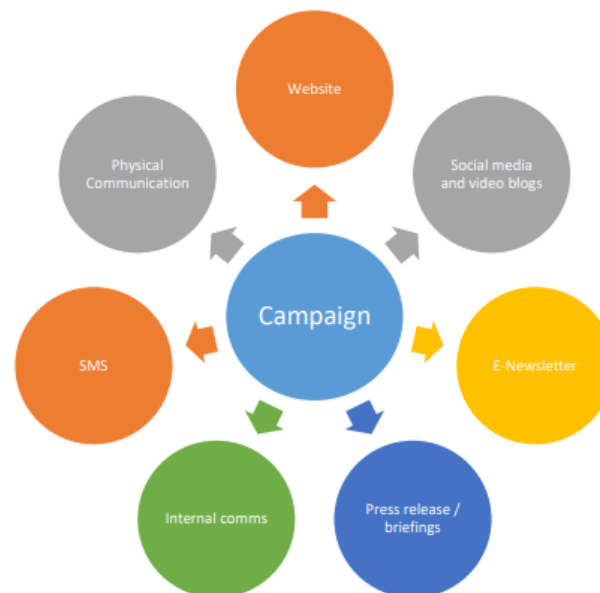 Website
Physical
Communication
Social media
and video blogs
Campaign
SMS
E-Newsletter
Internal comms
Press release /
briefings